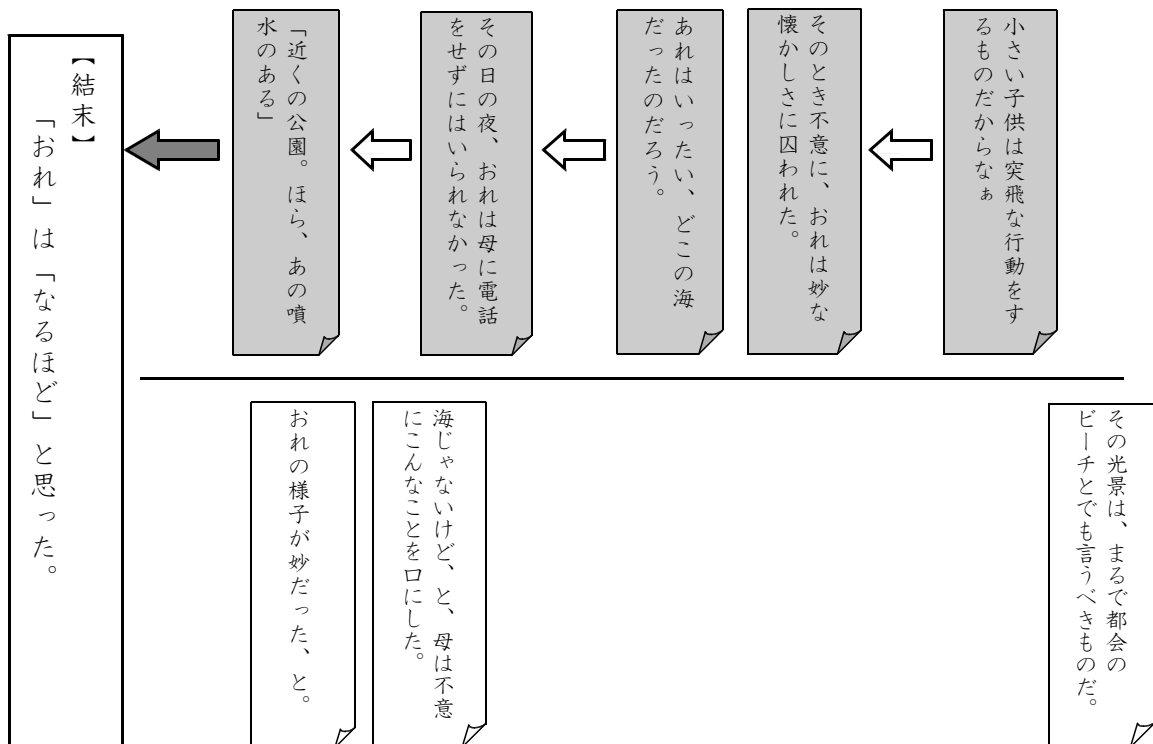 小さい子供は突飛な行動をす
るものだからなぁ
そのとき不意に、おれは妙な
懐かしさに囚われた。
あれはいったい、どこの海
だったのだろう。
その日の夜、おれは母に電話
をせずにはいられなかった。
「近くの公園。ほら、あの噴
水のある」
その光景は、まるで都会の
ビーチとでも言うべきものだ。
海じゃないけど、と、母は不意
にこんなことを口にした。
おれの様子が妙だった、と。
【結末】
「おれ」は「なるほど」と思った。